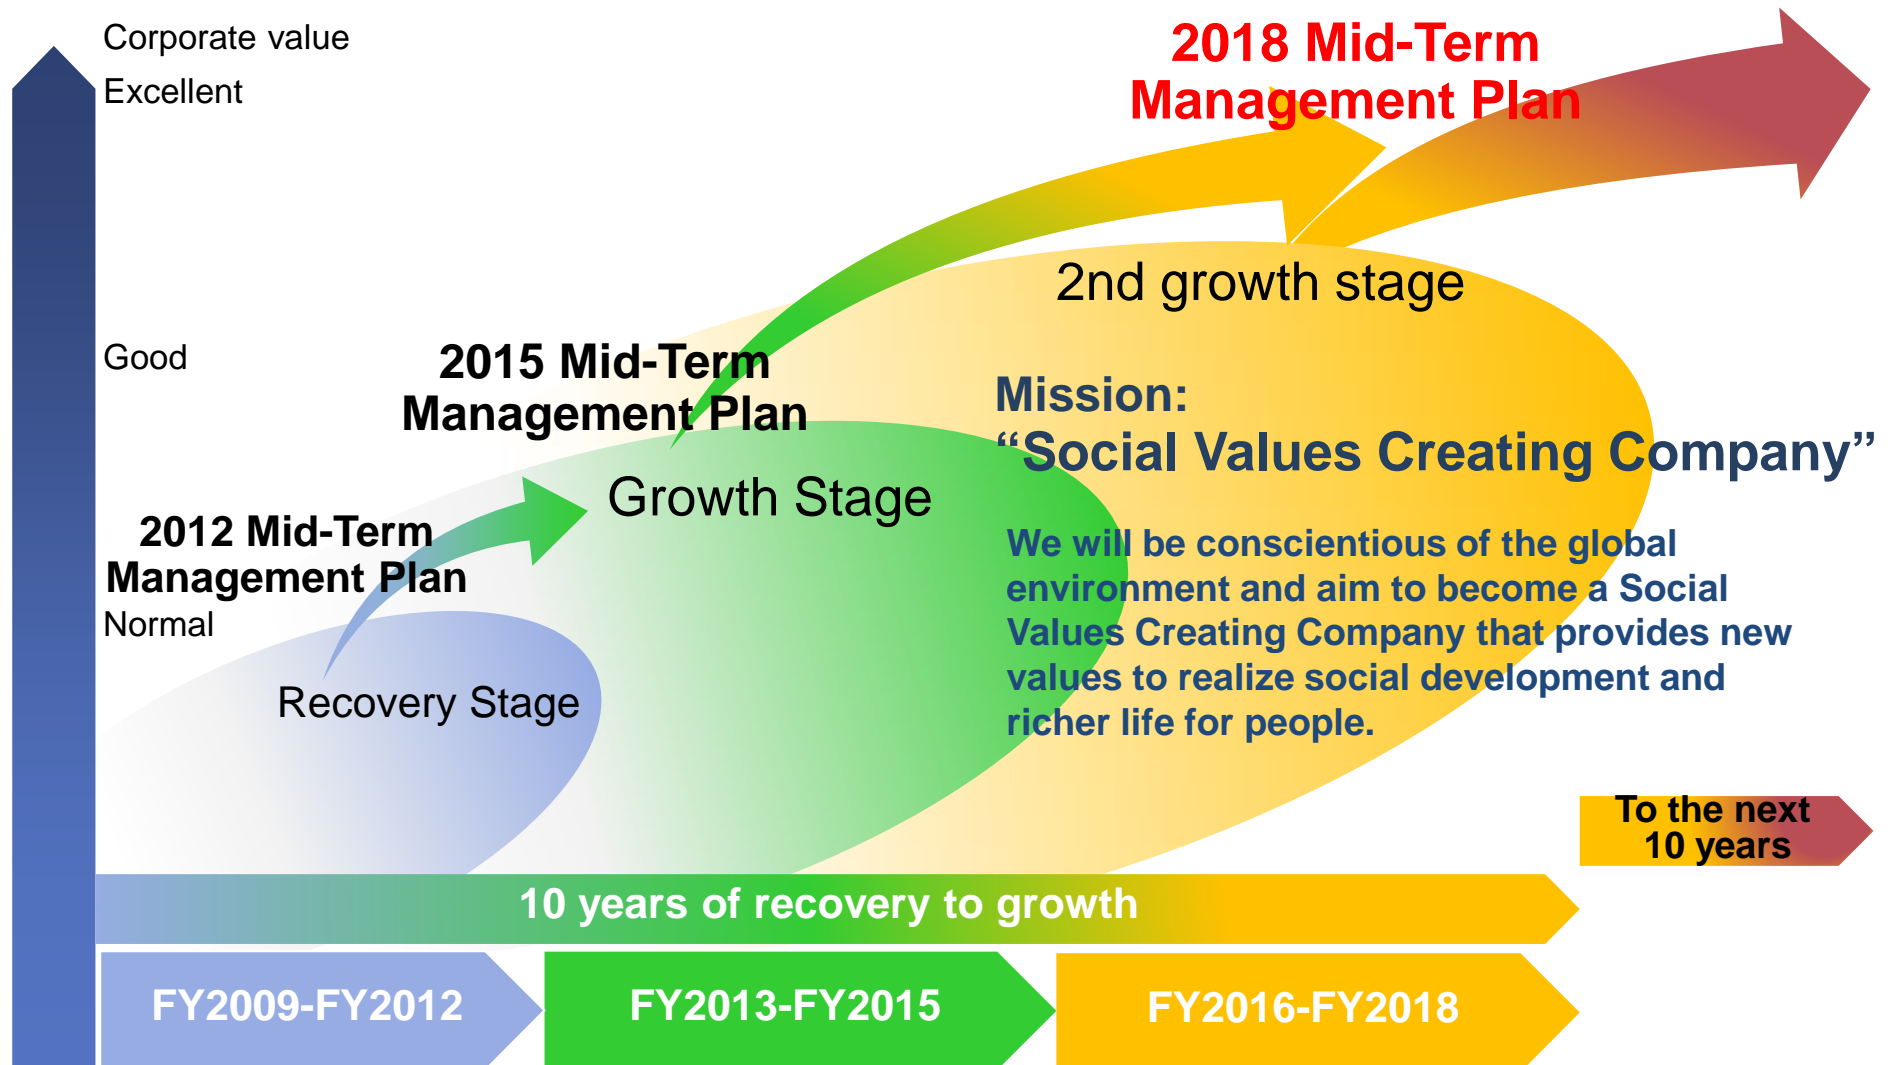 Corporate value
Excellent
2018 Mid-Term
Management Plan
2nd growth stage
Good
2015 Mid-Term
Management Plan
Mission:
“Social Values Creating Company”
Growth Stage
2012 Mid-Term
Management Plan
Normal
We will be conscientious of the global
environment and aim to become a Social
Values Creating Company that provides new
values to realize social development and
richer life for people.
Recovery Stage
To the next
10 years
10 years of recovery to growth
FY2009-FY2012
FY2013-FY2015
FY2016-FY2018